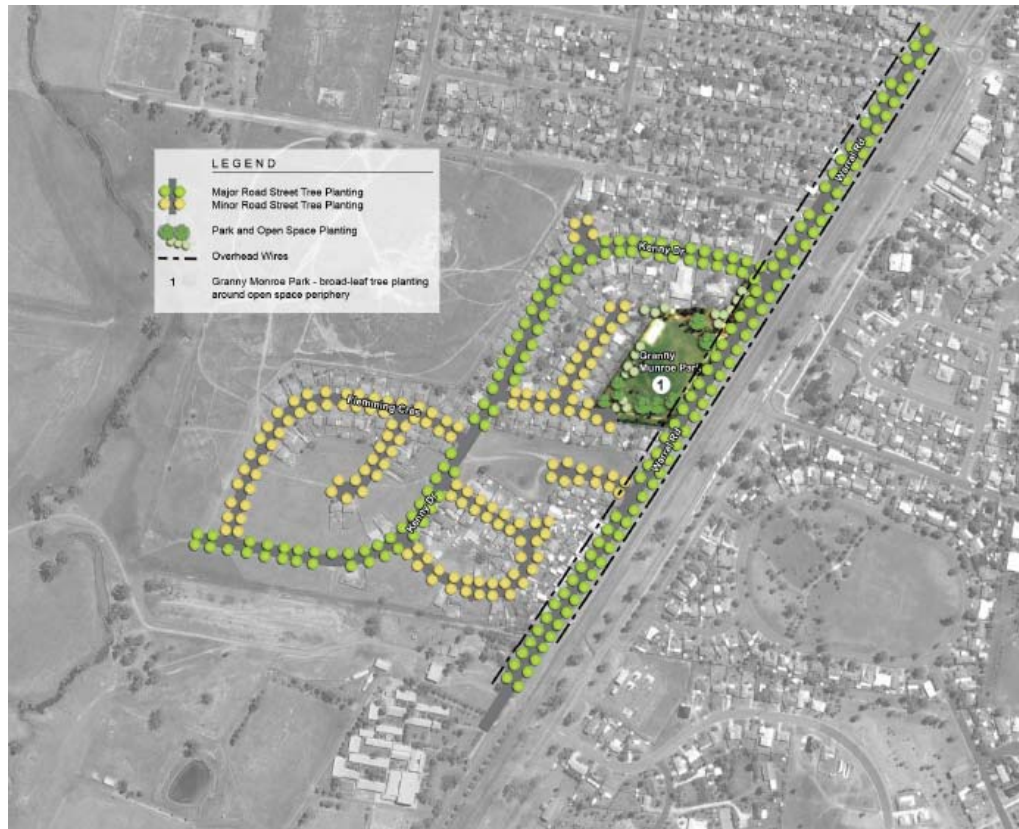 LEGEND
Major Road Street Tree Planting
Minor Road Street Tree Planting
Park and Open Space Planting
Overhead Wires
1 Granny Monroe Park - broad-leaf tree planting
around open space periphery
Warral Rd
Kenny Dr
Granny
Munroe Park
1
Flemming Cres
Warral Rd
Kenny Dr